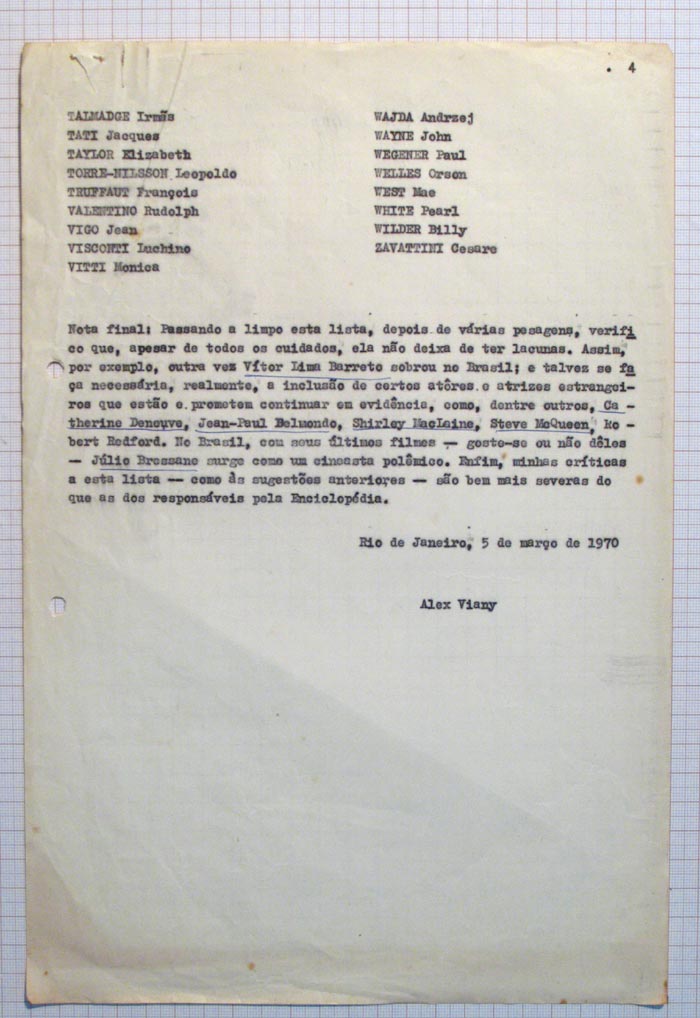 . 4
TALMADGE Irmãs
TATI Jacques
TAYLOR Elizabeth
TORRE-NILSSON Leopoldo
TRUFFAUT François
VALENTINO Rudolph
VIGO Jean
VISCONTI Luchino
VITTI Monica
WAJDA Andrzej
WAYNE John
WEGENER Paul
WELLES Orson
WEST Mae
WHITE Pearl
WILDER Billy
ZAVATTINI Cesare
Nota final: Passando a limpo esta lista, depois de várias pesagens, verifi
co que, apesar de todos os cuidados, ela não deixa de ter lacunas. Assim,
por exemplo, outra vez Vítor Lima Barreto sobrou no Brasil; e talvez se fa
ça necessária, realmente, a inclusão de certos atôres e atrizes estrangei-
ros que estão e prometem continuar em evidência, como, dentre outros, Ca-
therine Deneuve, Jean-Paul Belmondo, Shirley MacLaine, Steve McQueen, Ro-
bert Redford. No Brasil, com seus últimos filmes — goste-se ou não dêles
— Júlio Bressane surge como um cineasta polêmico. Enfim, minhas críticas
a esta lista — como às sugestões anteriores — são bem mais severas do
que as dos responsáveis pela Enciclopédia.
Rio de Janeiro, 5 de março de 1970
Alex Viany